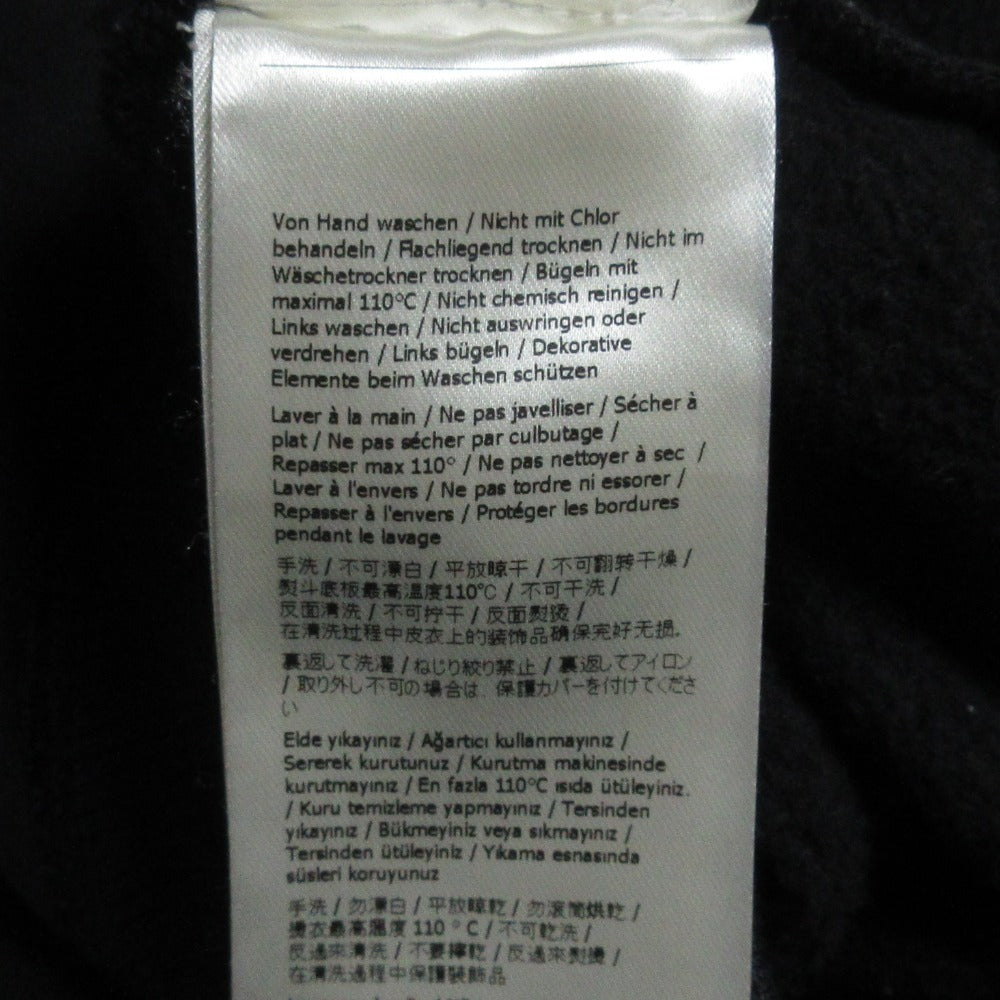 Von Hand waschen / Nicht mit Chlor
behandeln / Flachliegend trocknen / Nicht im
Wäschetrockner trocknen / Bügeln mit
maximal 110°C / Nicht chemisch reinigen /
Links waschen / Nicht auswringen oder
verdrehen / Links bügeln / Dekorative
Elemente beim Waschen schützen
Laver à la main / Ne pas javelliser / Sécher à
plat / Ne pas sécher par culbutage /
Repasser max 110° / Ne pas nettoyer à sec /
Laver à l'envers / Ne pas tordre ni essorer /
Repasser à l'envers / Protéger les bordures
pendant le lavage
手洗 / 不可漂白 / 平放晾干 / 不可翻转干燥 /
熨斗底板最高温度110°C / 不可干洗 /
反面清洗 / 不可拧干 / 反面熨烫 /
在清洗过程中皮衣上的装饰品确保完好无损.
裏返して洗濯 / ねじり絞り禁止 / 裏返してアイロン
/ 取り外し不可の場合は、保護カバーを付けてくださ
い
Elde yıkayınız / Ağartıcı kullanmayınız /
Sererek kurutunuz / Kurutma makinesinde
kurutmayınız / En fazla 110°C ısıda ütüleyiniz.
/ Kuru temizleme yapmayınız / Tersinden
yıkayınız / Bükmeyiniz veya sıkmayınız /
Tersinden ütüleyiniz / Yıkama esnasında
süsleri koruyunuz
手洗 / 勿漂白 / 平放晾乾 / 勿滾筒烘乾 /
燙衣最高溫度 110 ° C / 不可乾洗 /
反過來清洗 / 不要擰乾 / 反過來熨燙 /
在清洗過程中保護裝飾品